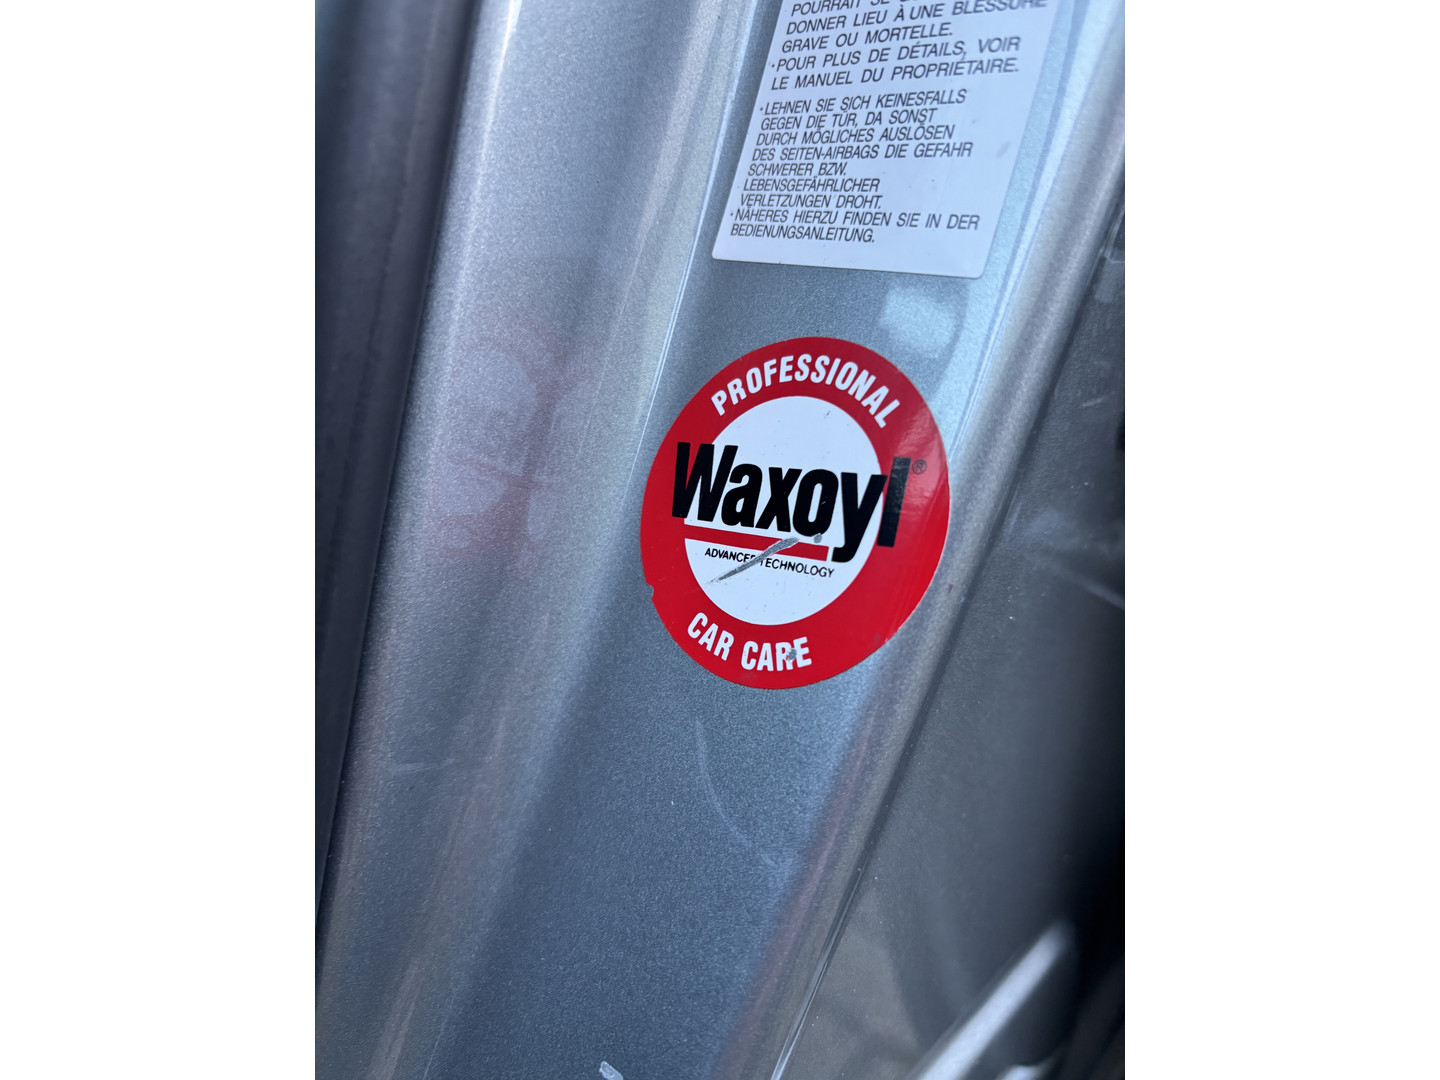 POURRAIT SE
DONNER LIEU À UNE BLESSURE
GRAVE OU MORTELLE.
•POUR PLUS DE DÉTAILS, VOIR
LE MANUEL DU PROPRIÉTAIRE.
•LEHNEN SIE SICH KEINESFALLS
GEGEN DIE TÜR, DA SONST
DURCH MÖGLICHES AUSLÖSEN
DES SEITEN-AIRBAGS DIE GEFAHR
SCHWERER BZW.
LEBENSGEFÄHRLICHER
VERLETZUNGEN DROHT.
•NÄHERES HIERZU FINDEN SIE IN DER
BEDIENUNGSANLEITUNG.
PROFESSIONAL
Waxoyl®
ADVANCED TECHNOLOGY
CAR CARE